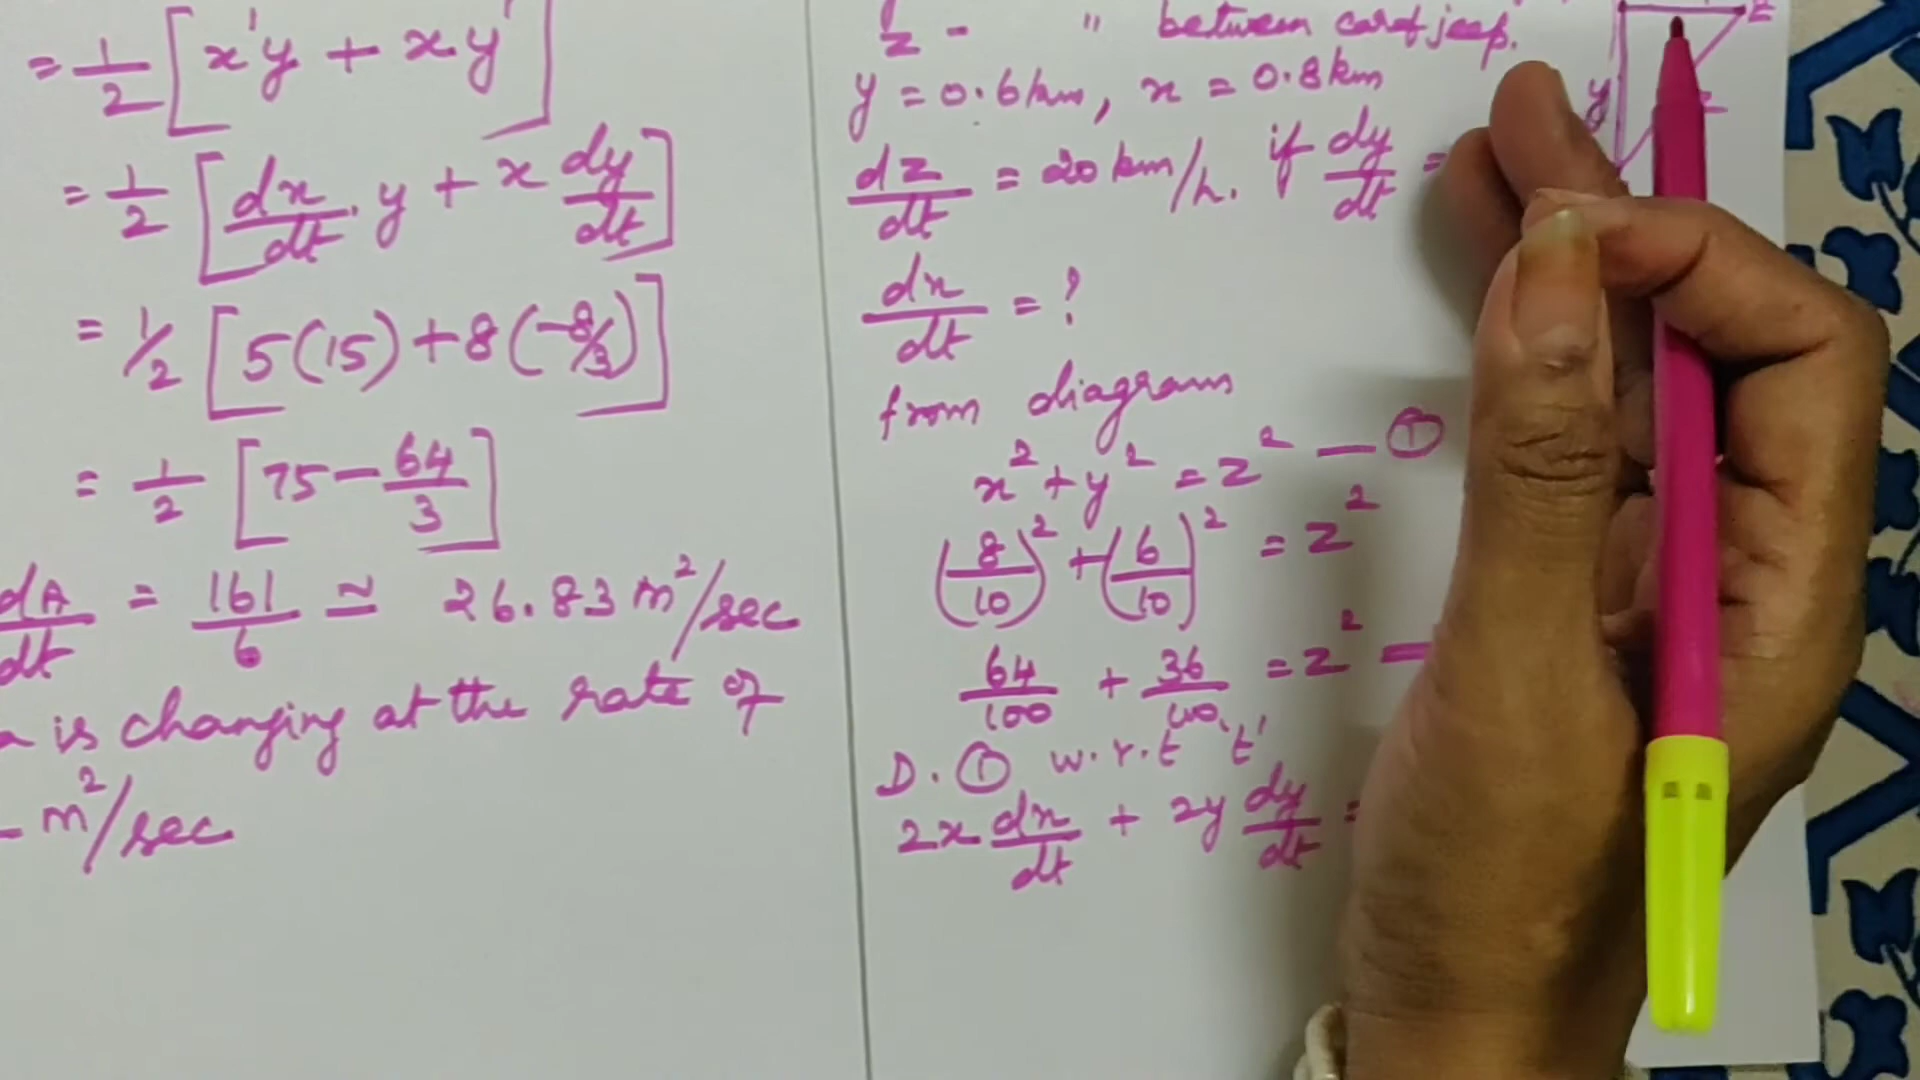 = 1/2 [x'y + xy']
= 1/2 [dx/dt . y + x dy/dt]
= 1/2 [5(15) + 8(-8/3)]
= 1/2 [75 - 64/3]
dA/dt = 161/6 ≃ 26.83 m²/sec
is changing at the rate of
m²/sec
z - " between car & jeep.
y = 0.6 km, x = 0.8 km
dz/dt = 20 km/h. if dy/dt =
dx/dt = ?
from diagram
x² + y² = z² — ①
(8/10)² + (6/10)² = z²
64/100 + 36/100 = z² —
D. ① w.r.t 't'
2x dx/dt + 2y dy/dt =
E
y
z